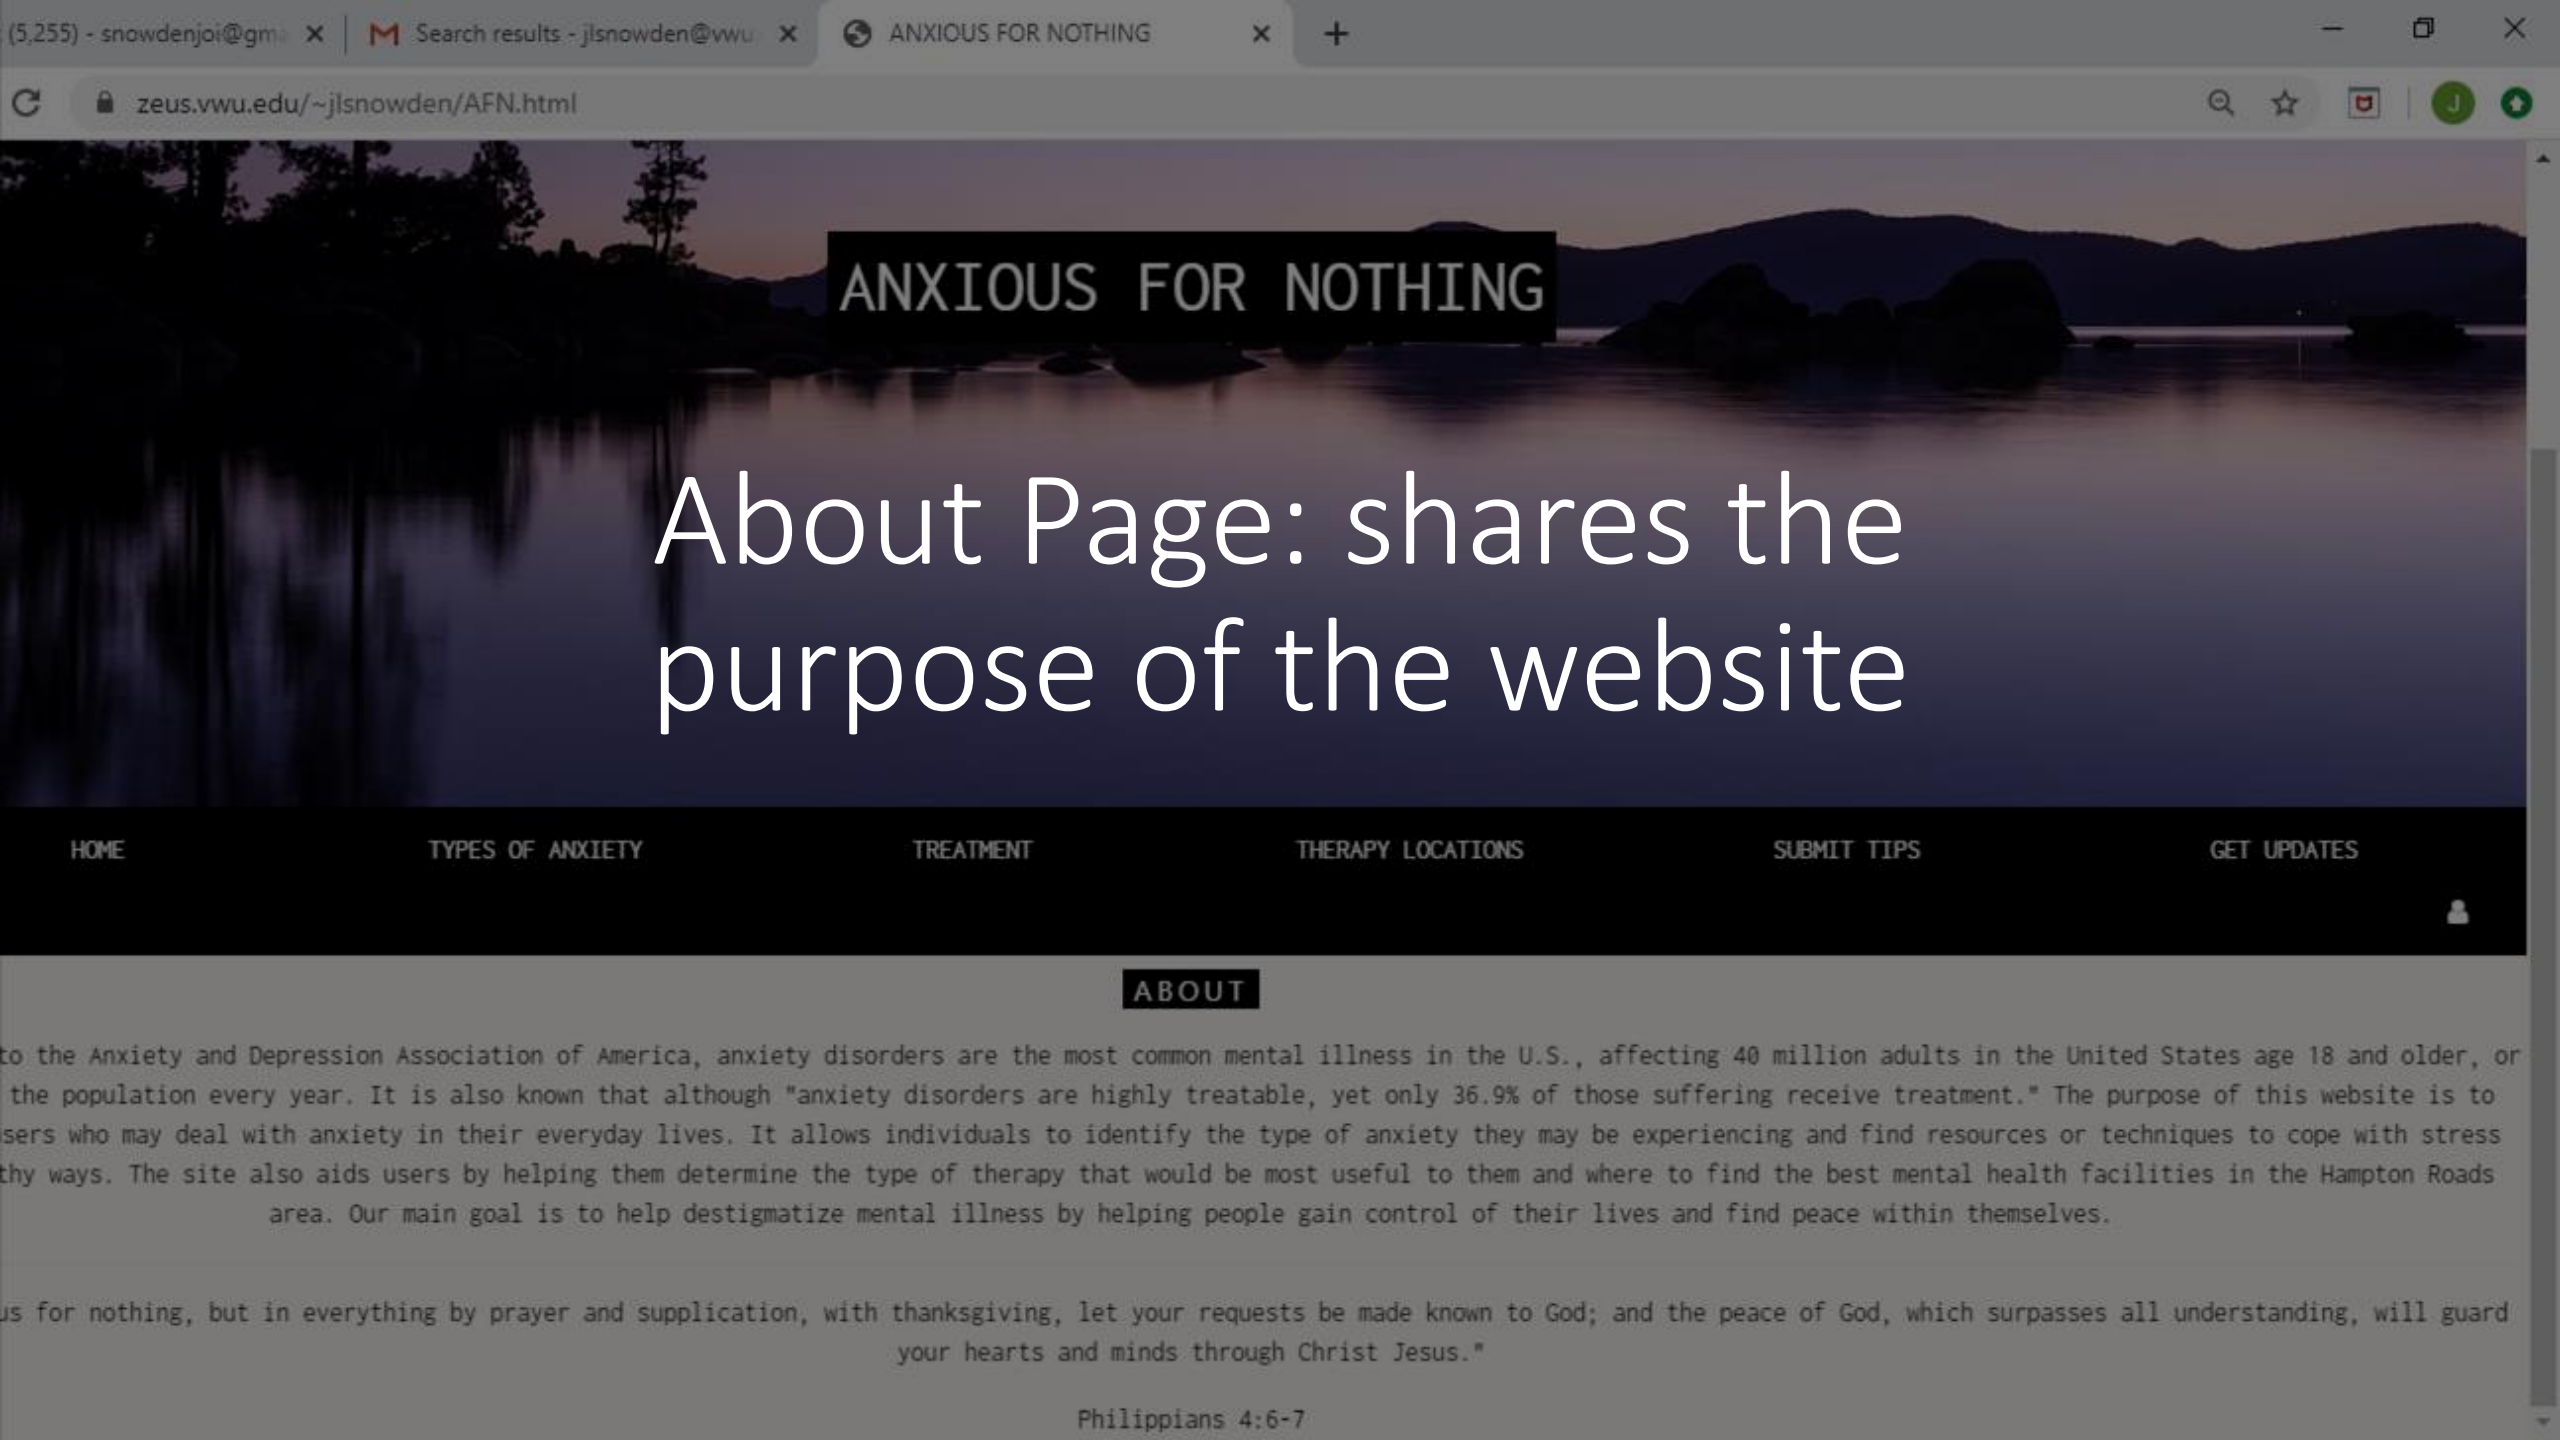 (5,255) - snowdenjoi@gm
Search results - jlsnowden@vwu
ANXIOUS FOR NOTHING
zeus.vwu.edu/~jlsnowden/AFN.html
J
ANXIOUS FOR NOTHING
About Page: shares the
purpose of the website
HOME TYPES OF ANXIETY TREATMENT THERAPY LOCATIONS SUBMIT TIPS GET UPDATES
ABOUT
to the Anxiety and Depression Association of America, anxiety disorders are the most common mental illness in the U.S., affecting 40 million adults in the United States age 18 and older, or
the population every year. It is also known that although "anxiety disorders are highly treatable, yet only 36.9% of those suffering receive treatment." The purpose of this website is to
sers who may deal with anxiety in their everyday lives. It allows individuals to identify the type of anxiety they may be experiencing and find resources or techniques to cope with stress
thy ways. The site also aids users by helping them determine the type of therapy that would be most useful to them and where to find the best mental health facilities in the Hampton Roads
area. Our main goal is to help destigmatize mental illness by helping people gain control of their lives and find peace within themselves.
us for nothing, but in everything by prayer and supplication, with thanksgiving, let your requests be made known to God; and the peace of God, which surpasses all understanding, will guard
your hearts and minds through Christ Jesus."
Philippians 4:6-7